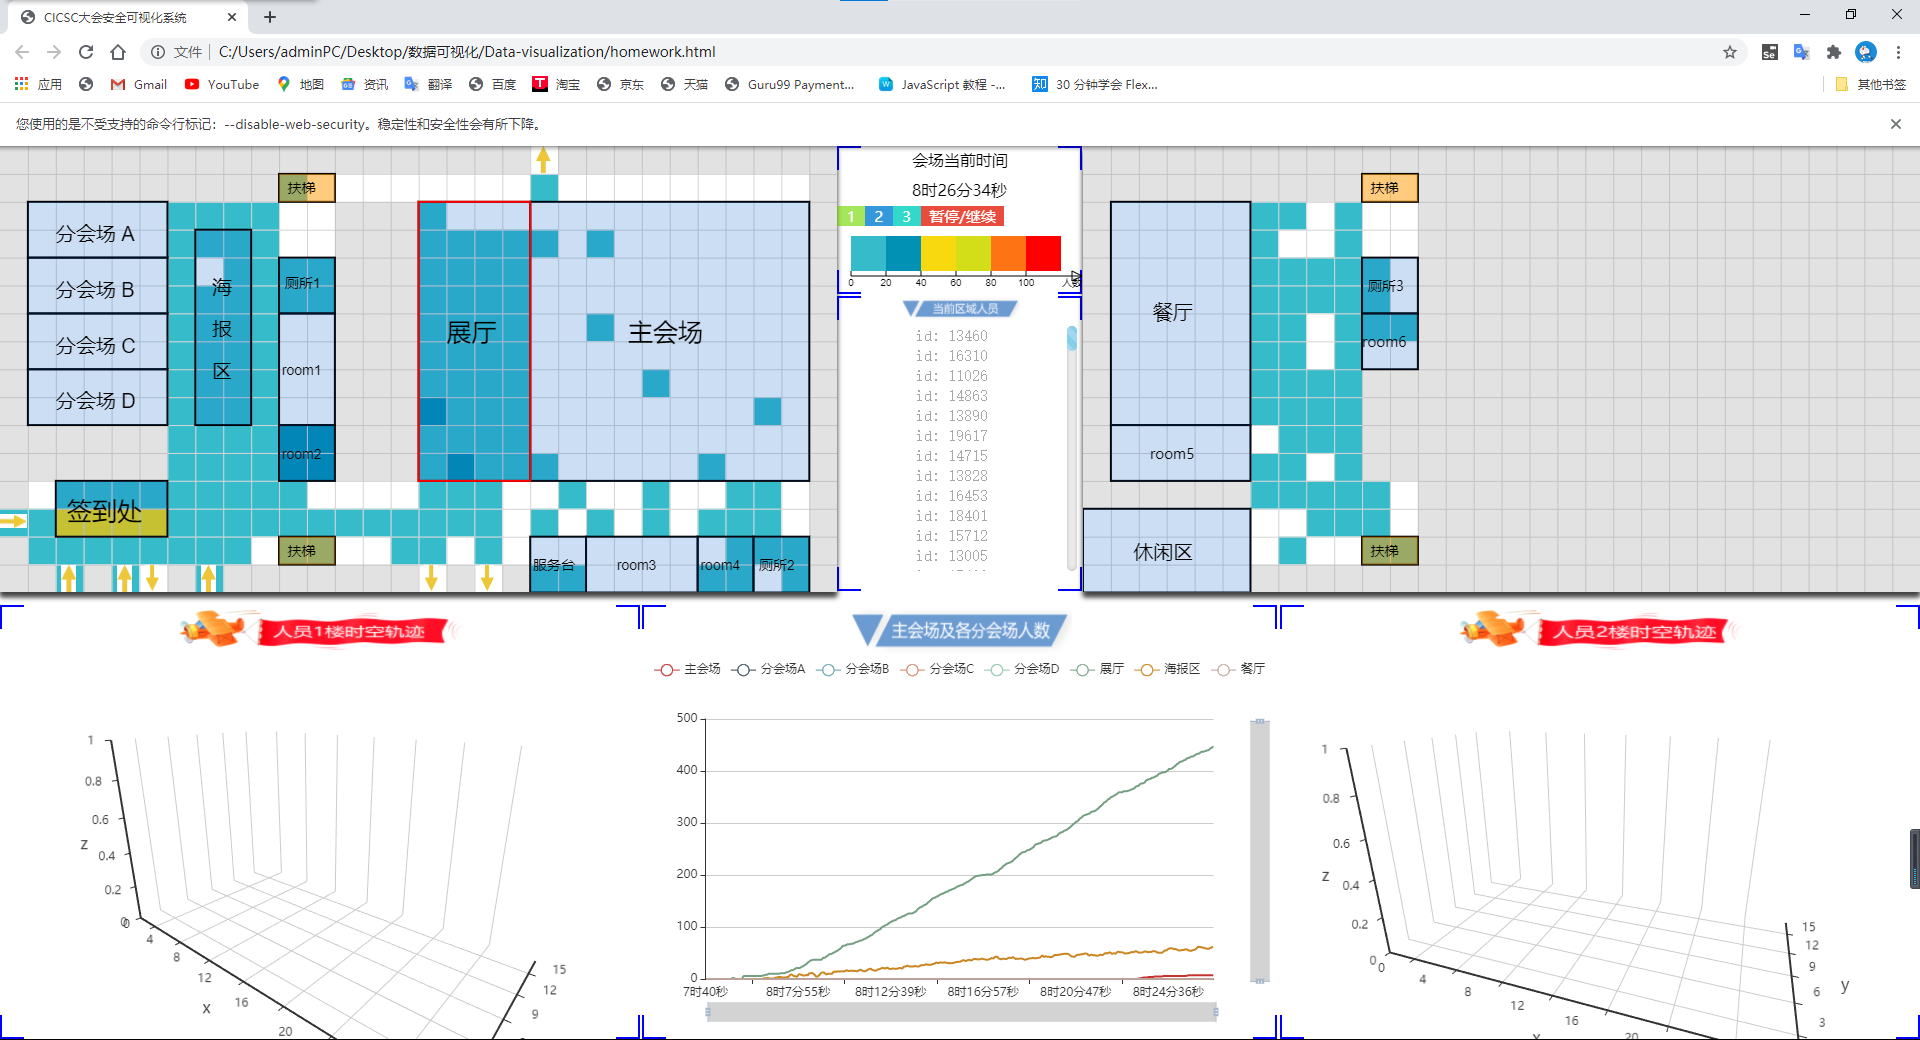 CICSC大会安全可视化系统
文件 C:/Users/adminPC/Desktop/数据可视化/Data-visualization/homework.html
应用 Gmail YouTube 地图 资讯 翻译 百度 淘宝 京东 天猫 Guru99 Payment... JavaScript 教程 -... 30 分钟学会 Flex... 其他书签
您使用的是不受支持的命令行标记：--disable-web-security。稳定性和安全性会有所下降。
扶梯
分会场 A
分会场 B
分会场 C
分会场 D
海
报
区
厕所1
room1
room2
展厅
主会场
签到处
扶梯
服务台
room3
room4
厕所2
会场当前时间
8时26分34秒
1 2 3 暂停/继续
0 20 40 60 80 100 人数
当前区域人员
id: 13460
id: 16310
id: 11026
id: 14863
id: 13890
id: 19617
id: 14715
id: 13828
id: 16453
id: 18401
id: 15712
id: 13005
扶梯
餐厅
厕所3
room6
room5
休闲区
扶梯
人员1楼时空轨迹
1
0.8
0.6
z
0.4
0.2
0
0
4
8
12
x
16
20
15
12
9
主会场及各分会场人数
主会场 分会场A 分会场B 分会场C 分会场D 展厅 海报区 餐厅
500
400
300
200
100
0
7时40秒 8时7分55秒 8时12分39秒 8时16分57秒 8时20分47秒 8时24分36秒
人员2楼时空轨迹
1
0.8
0.6
z
0.4
0.2
0
0
4
8
12
16
20
x
15
12
9
6
3
y